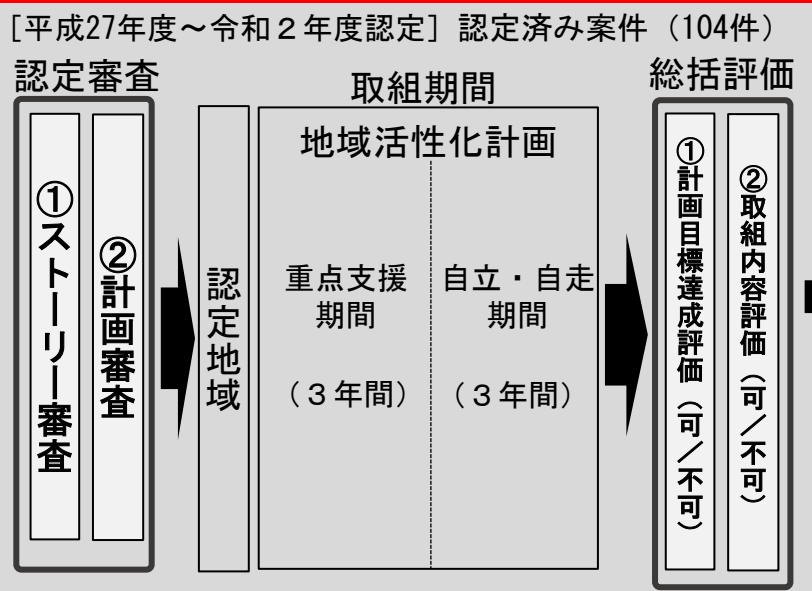 [平成27年度～令和２年度認定] 認定済み案件（104件）
認定審査
取組期間
総括評価
①ストーリー審査
②計画審査
認定地域
地域活性化計画
重点支援
期間
（３年間）
自立・自走
期間
（３年間）
①計画目標達成評価（可／不可）
②取組内容評価（可／不可）